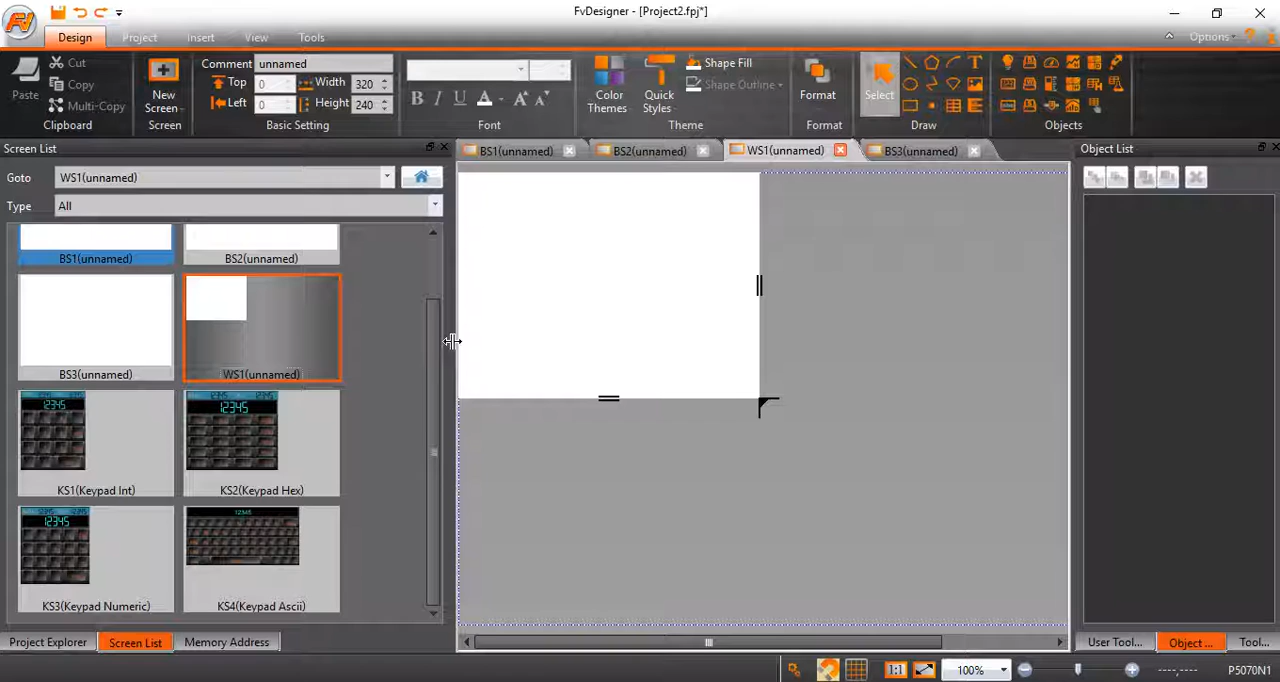 FvDesigner - [Project2.fpj*]
Design
Project
Insert
View
Tools
Options
Paste
Cut
Copy
Multi-Copy
Clipboard
New
Screen
Screen
Comment unnamed
Top 0 Width 320
Left 0 Height 240
Basic Setting
B I U A A A
Font
Color
Themes
Quick
Styles
Shape Fill
Shape Outline
Theme
Format
Format
Select
Draw
Objects
Screen List
Goto WS1(unnamed)
Type All
BS1(unnamed)
BS2(unnamed)
BS3(unnamed)
WS1(unnamed)
12345
12345
KS1(Keypad Int)
KS2(Keypad Hex)
12345
12345
KS3(Keypad Numeric)
KS4(Keypad Ascii)
Project Explorer
Screen List
Memory Address
BS1(unnamed)
BS2(unnamed)
WS1(unnamed)
BS3(unnamed)
Object List
User Tool...
Object ...
Tool...
1:1
100%
----,----
P5070N1